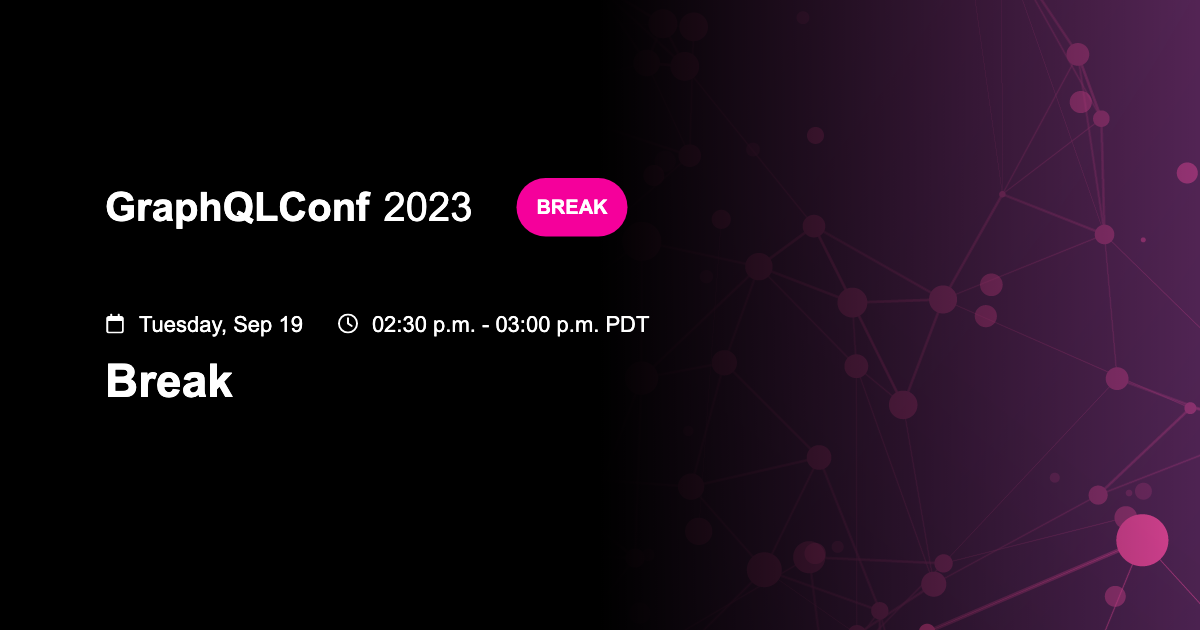 GraphQLConf 2023 BREAK
Tuesday, Sep 19 02:30 p.m. - 03:00 p.m. PDT
Break